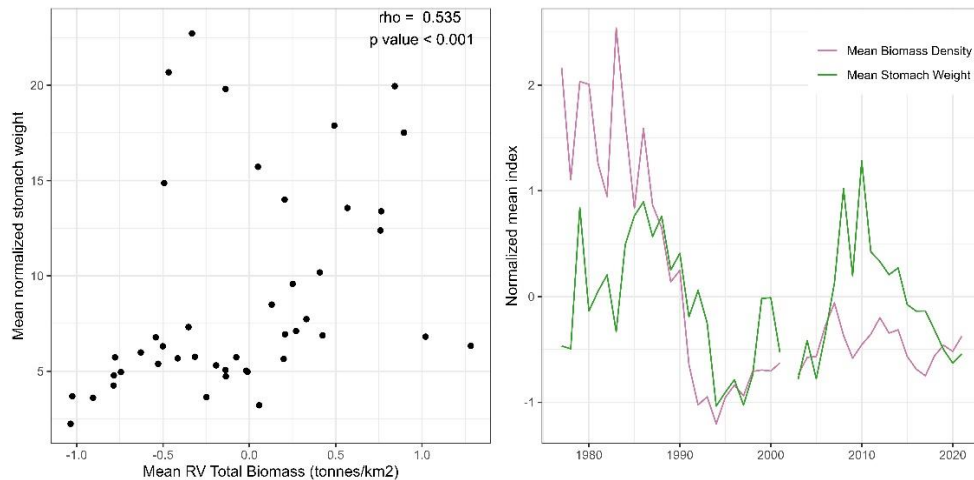 rho = 0.535
p value < 0.001
Mean normalized stomach weight
20
15
10
5
-1.0
-0.5
0.0
0.5
1.0
Mean RV Total Biomass (tonnes/km2)
Mean Biomass Density
Mean Stomach Weight
Normalized mean index
2
1
0
-1
1980
1990
2000
2010
2020